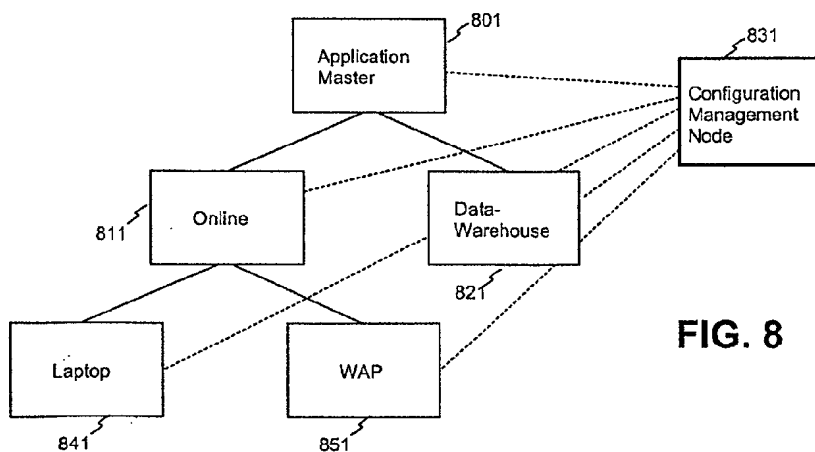 801
831
Application
Master
Configuration
Management
Node
811
Online
Data-
Warehouse
821
FIG. 8
Laptop
WAP
841
851